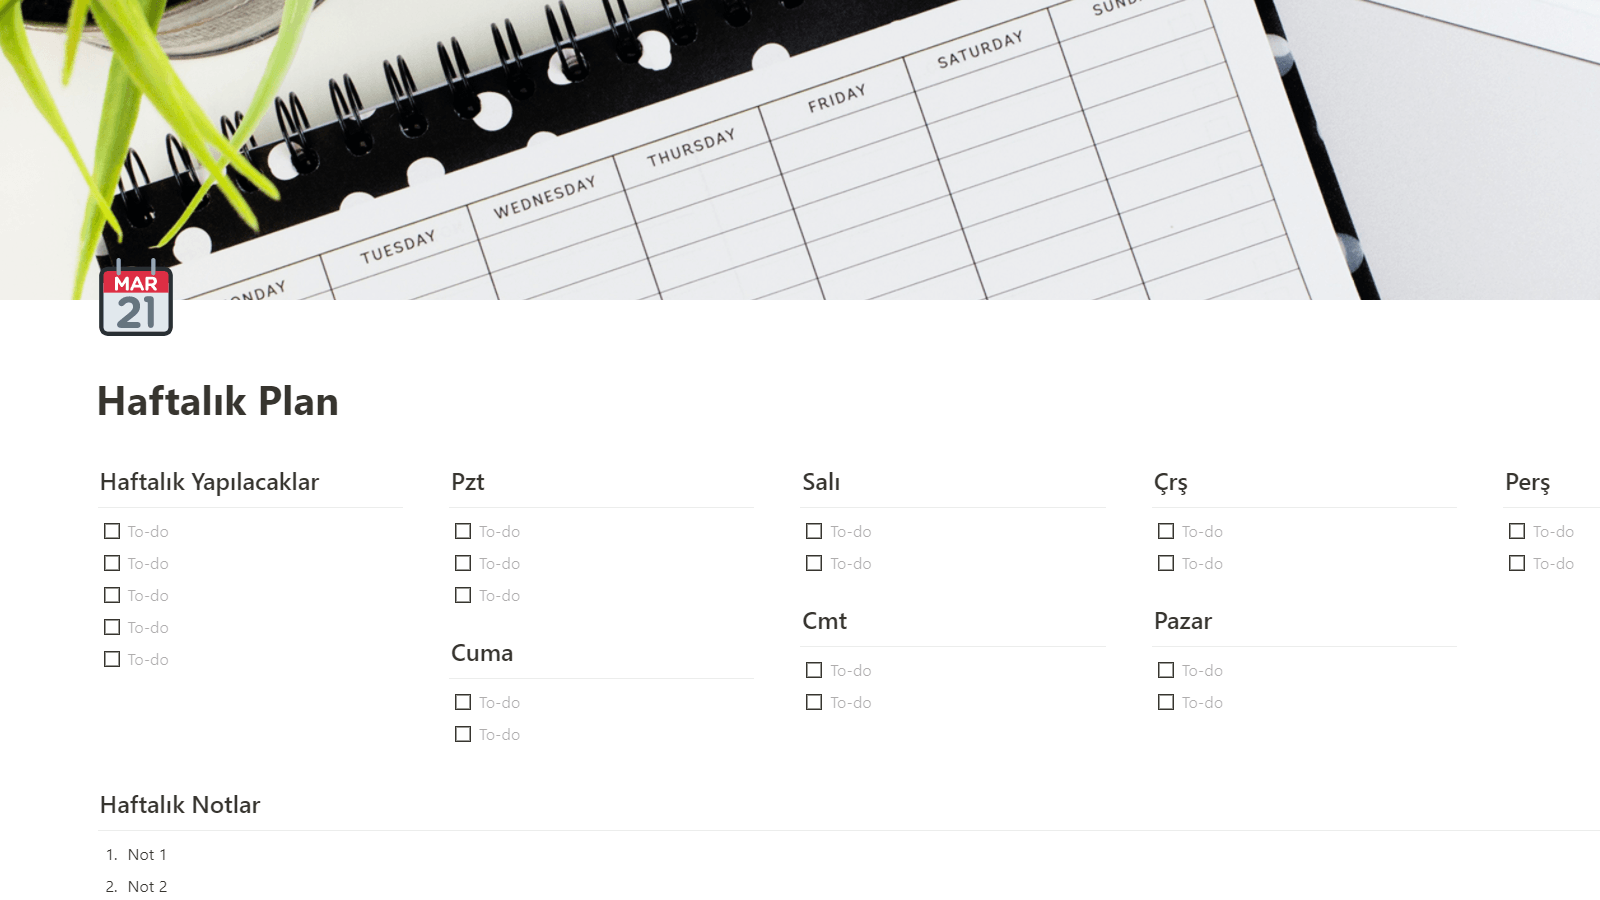 SATURDAY
FRIDAY
THURSDAY
WEDNESDAY
TUESDAY
MAR
21
Haftalık Plan
Haftalık Yapılacaklar
To-do
To-do
To-do
To-do
To-do
Pzt
To-do
To-do
To-do
Cuma
To-do
To-do
Salı
To-do
To-do
Cmt
To-do
To-do
Çrş
To-do
To-do
Pazar
To-do
To-do
Perş
To-do
To-do
Haftalık Notlar
1. Not 1
2. Not 2